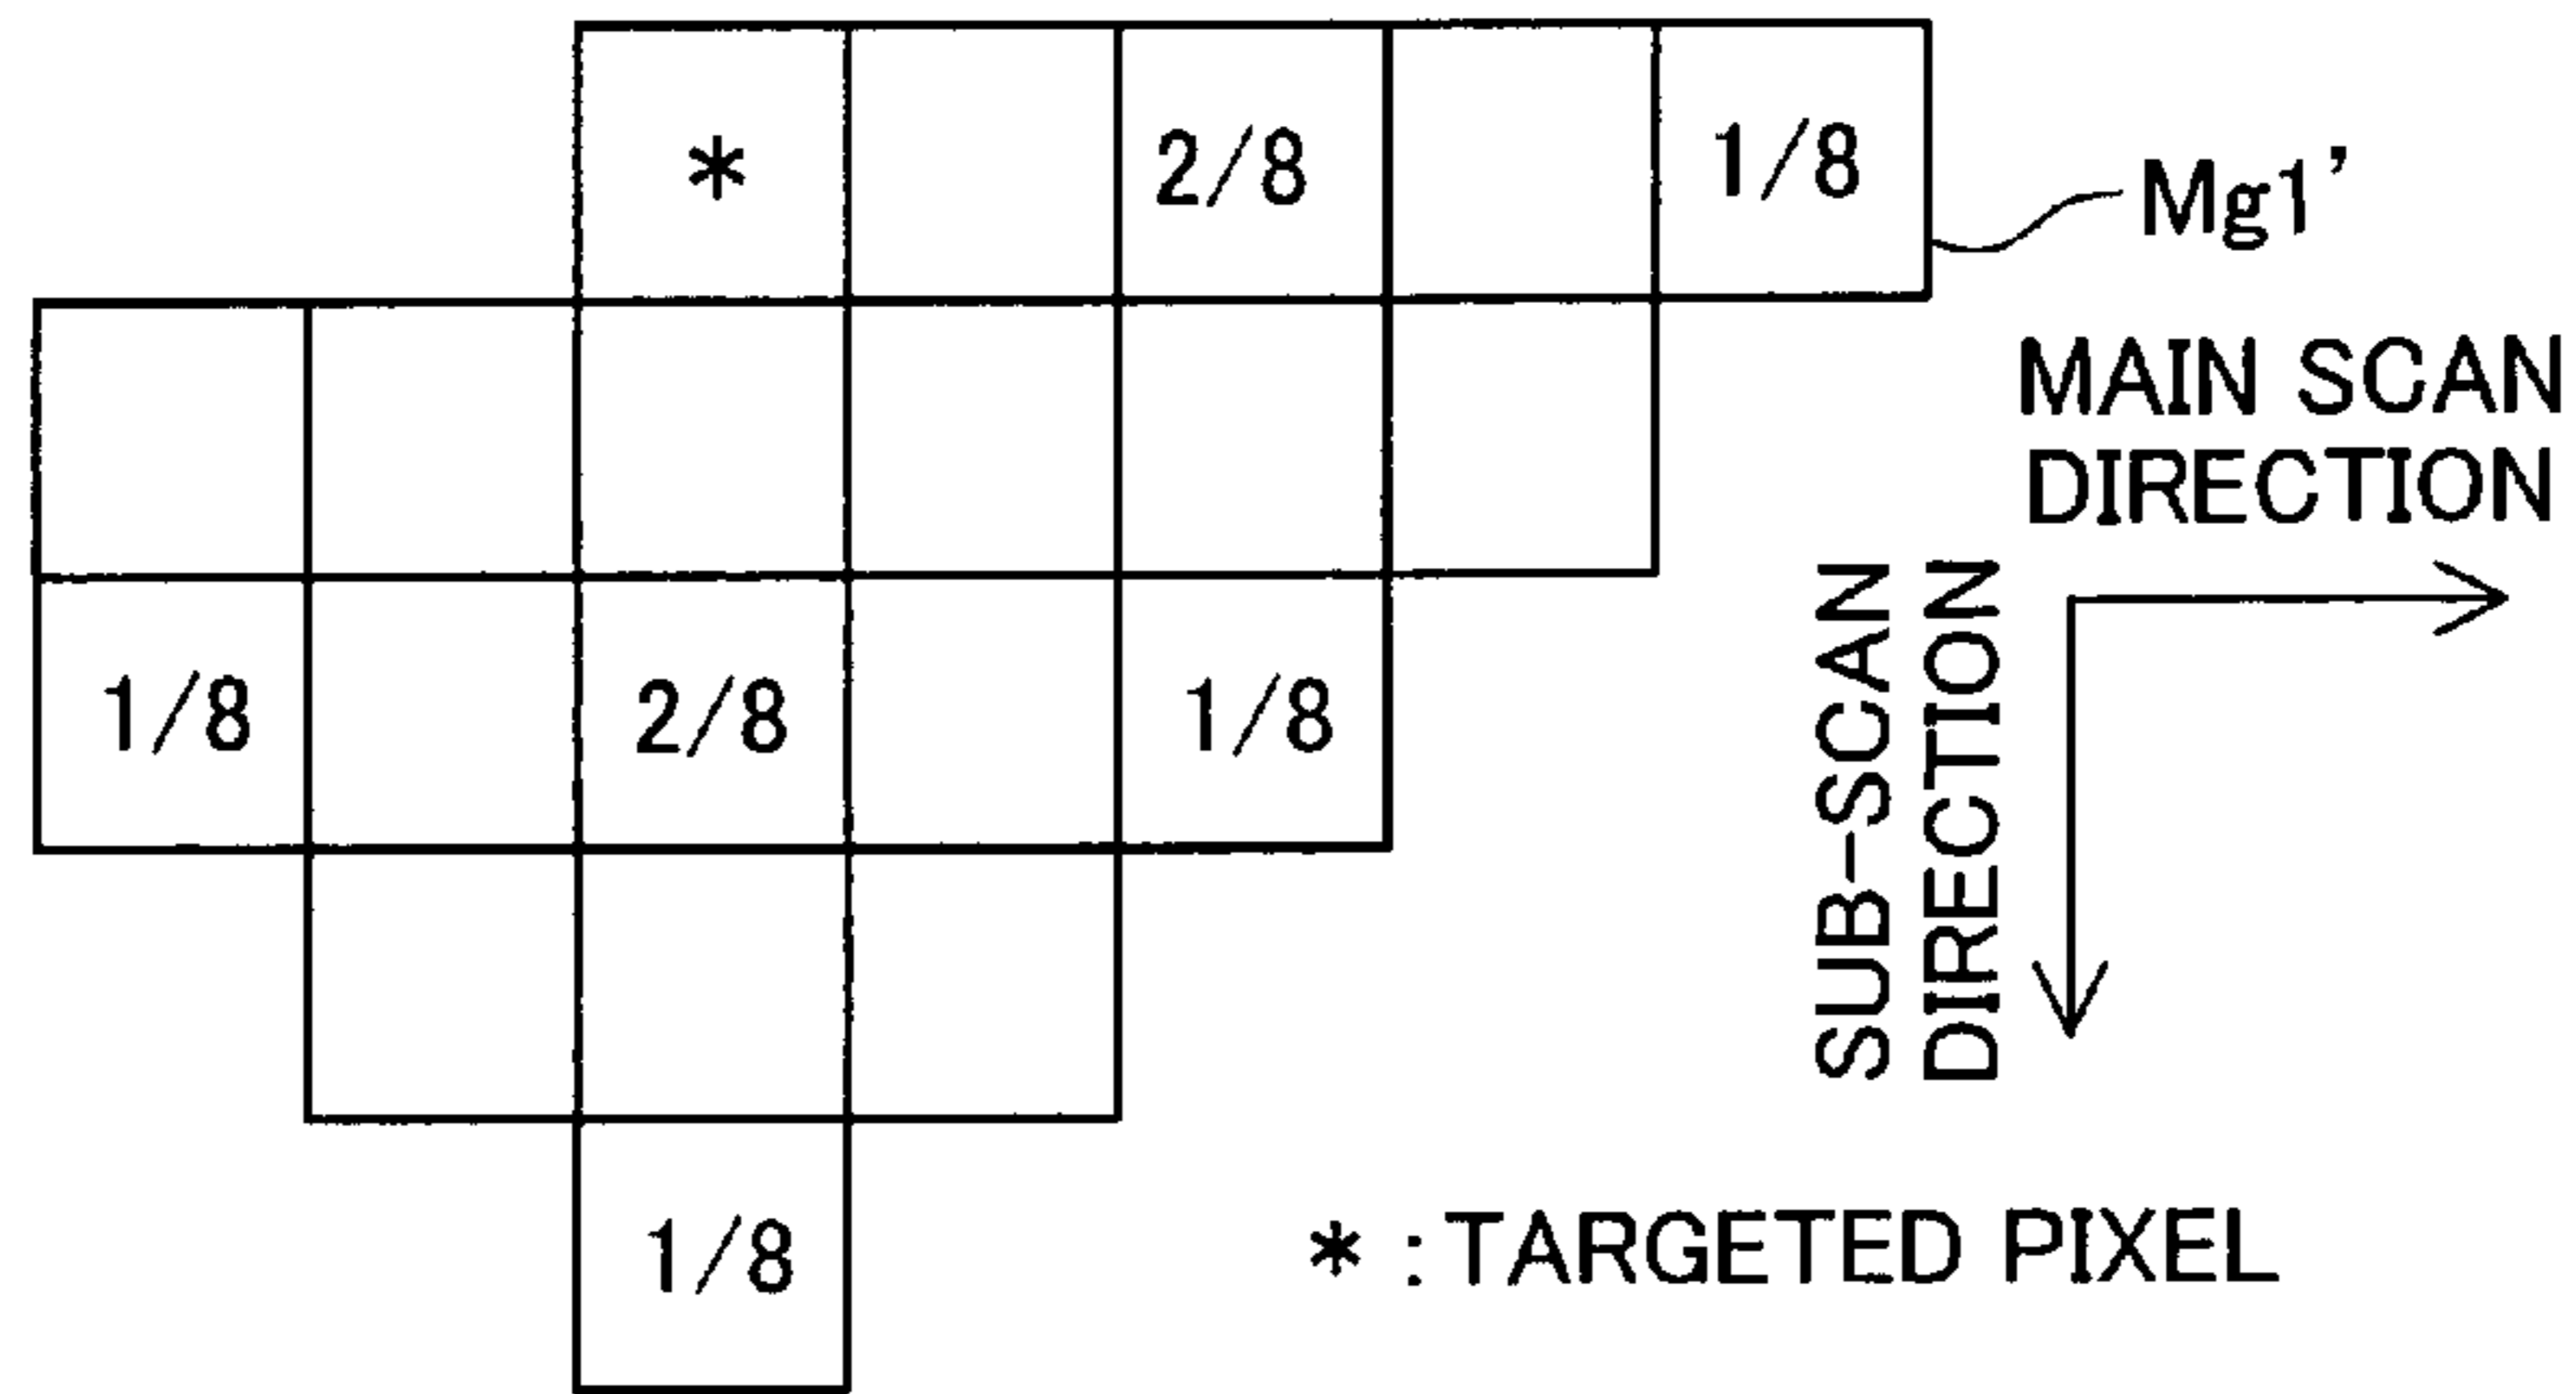 * 2/8 1/8
Mg1’
MAIN SCAN
DIRECTION
1/8 2/8 1/8
SUB-SCAN
DIRECTION
1/8
* : TARGETED PIXEL